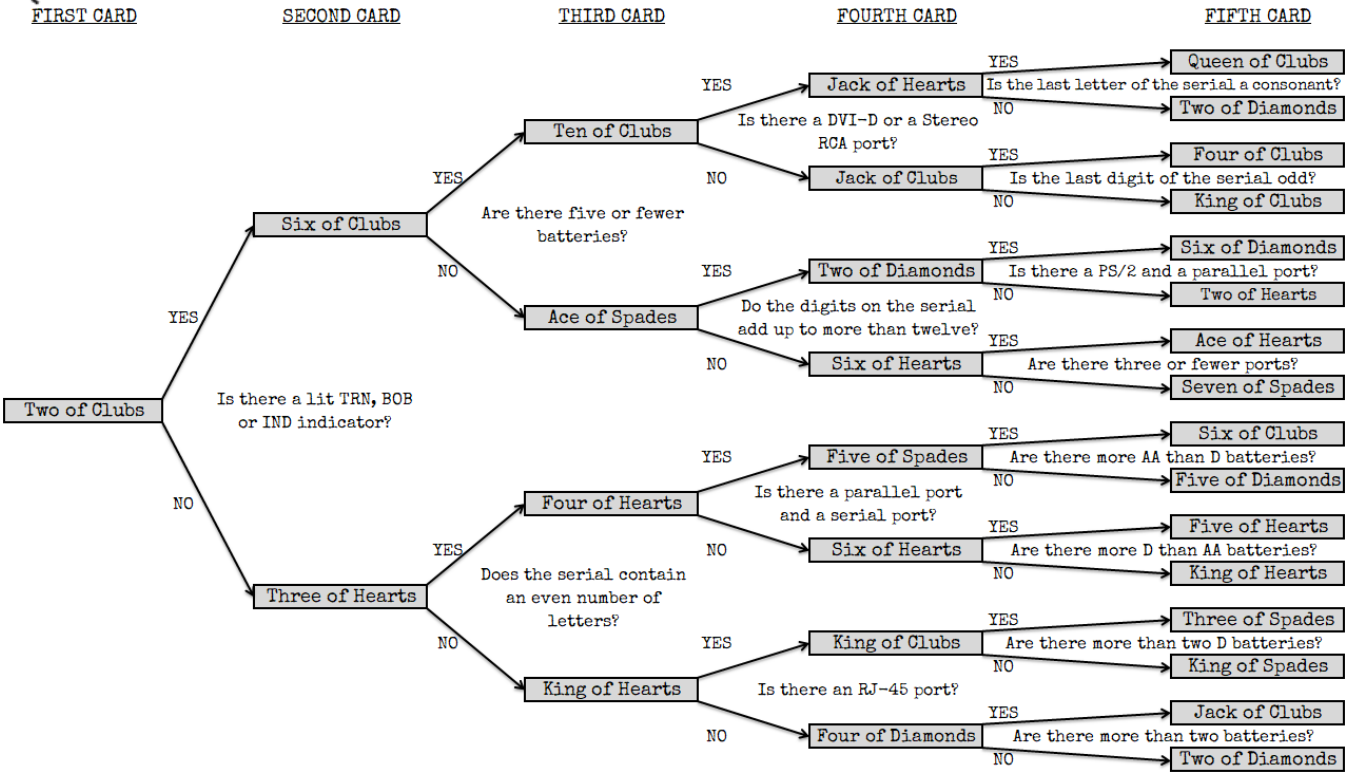 FIRST CARD
SECOND CARD
THIRD CARD
FOURTH CARD
FIFTH CARD
Two of Clubs
YES
NO
Is there a lit TRN, BOB
or IND indicator?
Six of Clubs
YES
NO
Are there five or fewer
batteries?
Three of Hearts
YES
NO
Does the serial contain
an even number of
letters?
Ten of Clubs
YES
NO
Is there a DVI-D or a Stereo
RCA port?
Ace of Spades
YES
NO
Do the digits on the serial
add up to more than twelve?
Four of Hearts
YES
NO
Is there a parallel port
and a serial port?
King of Hearts
YES
NO
Is there an RJ-45 port?
Jack of Hearts
YES
Is the last letter of the serial a consonant?
NO
Queen of Clubs
Two of Diamonds
Jack of Clubs
YES
Is the last digit of the serial odd?
NO
Four of Clubs
King of Clubs
Two of Diamonds
YES
Is there a PS/2 and a parallel port?
NO
Six of Diamonds
Two of Hearts
Six of Hearts
YES
Are there three or fewer ports?
NO
Ace of Hearts
Seven of Spades
Five of Spades
YES
Are there more AA than D batteries?
NO
Six of Clubs
Five of Diamonds
Six of Hearts
YES
Are there more D than AA batteries?
NO
Five of Hearts
King of Hearts
King of Clubs
YES
Are there more than two D batteries?
NO
Three of Spades
King of Spades
Four of Diamonds
YES
Are there more than two batteries?
NO
Jack of Clubs
Two of Diamonds